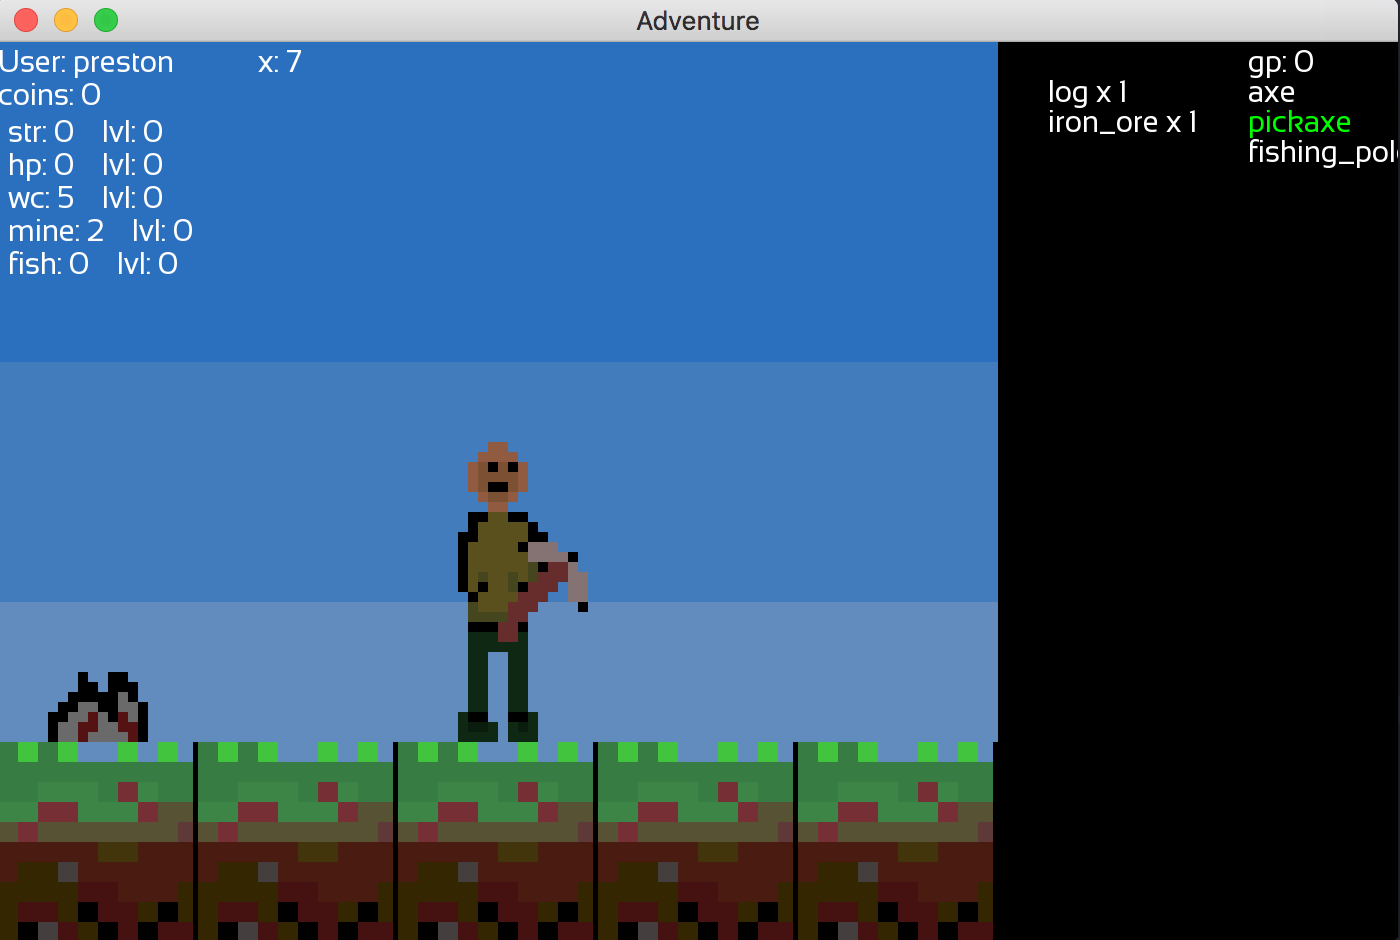 Adventure
User: preston x: 7
coins: 0
str: 0 lvl: 0
hp: 0 lvl: 0
wc: 5 lvl: 0
mine: 2 lvl: 0
fish: 0 lvl: 0
log x 1
iron_ore x 1
gp: 0
axe
pickaxe
fishing_pol